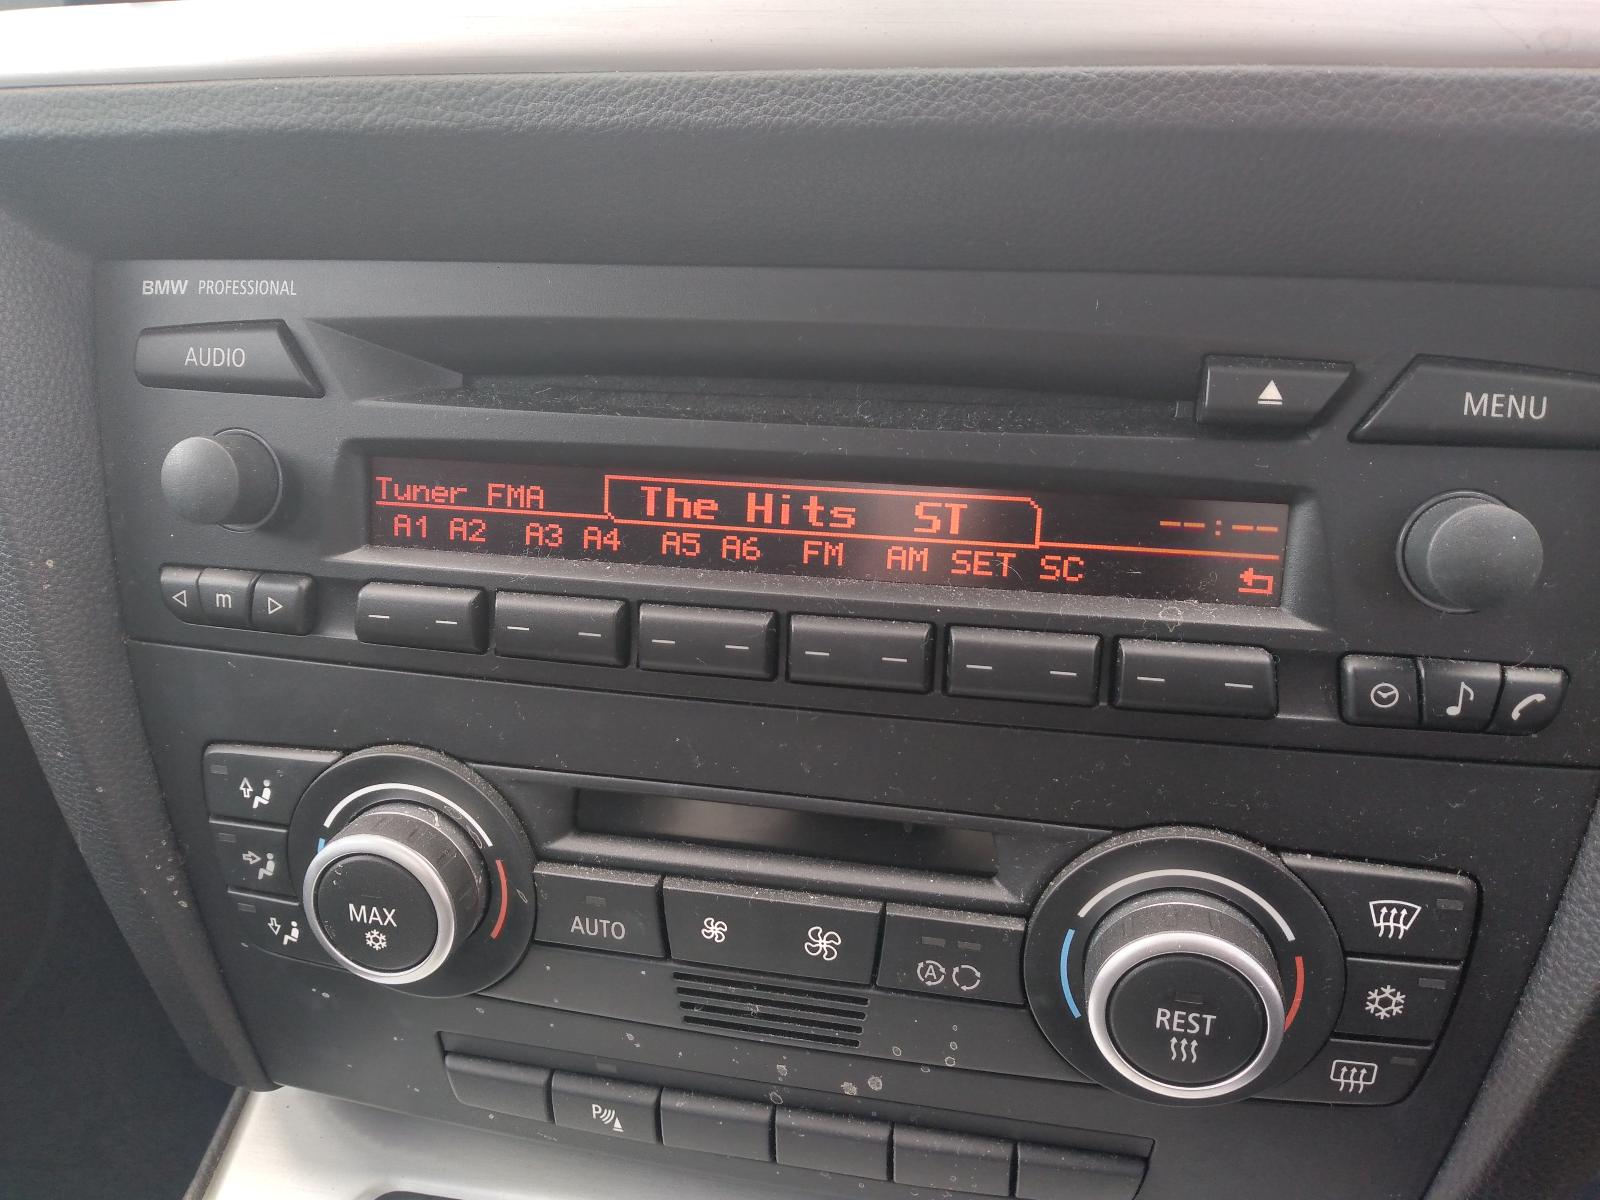 BMW PROFESSIONAL
AUDIO
MENU
Tuner FMA
The Hits ST
--:--
A1 A2 A3 A4 A5 A6 FM AM SET SC
m
MAX
AUTO
A
REST
P